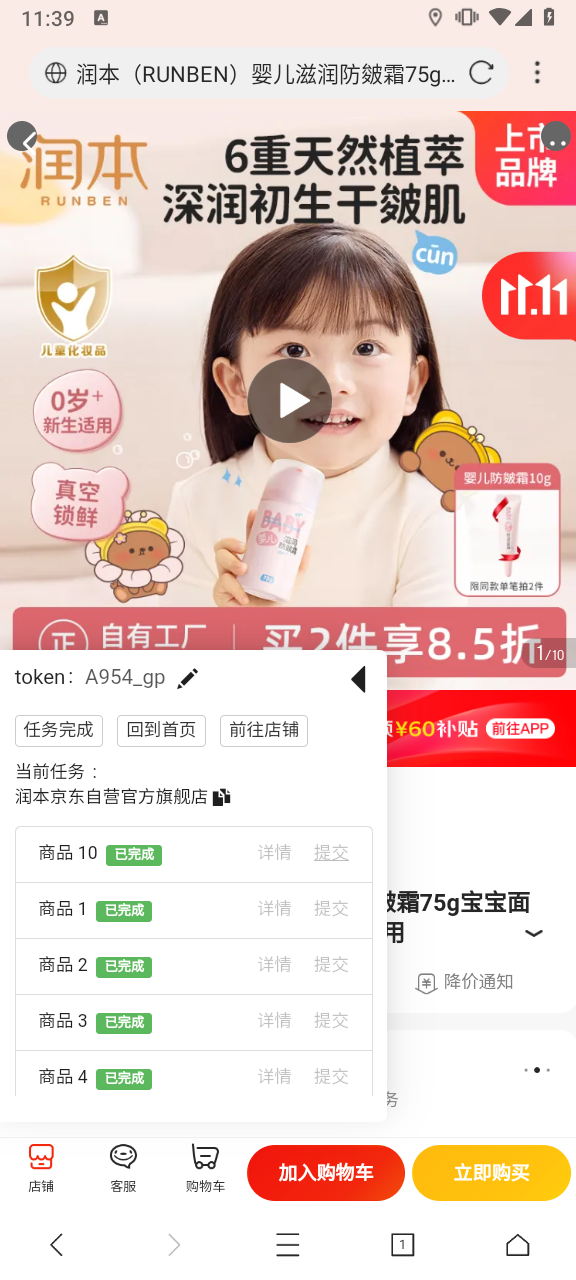 11:39
润本（RUNBEN）婴儿滋润防皴霜75g...
润本
RUNBEN
6重天然植萃
深润初生干皴肌
cūn
上市
品牌
11.11
儿童化妆品
0岁+
新生适用
真空
锁鲜
BABY
婴儿
滋润
防皴霜
婴儿防皴霜10g
限同款单笔拍2件
正
自有工厂
买2件享8.5折
1/10
token： A954_gp
¥60补贴
前往APP
任务完成
回到首页
前往店铺
当前任务：
润本京东自营官方旗舰店
商品 10 已完成 详情 提交
商品 1 已完成 详情 提交
商品 2 已完成 详情 提交
商品 3 已完成 详情 提交
商品 4 已完成 详情 提交
皴霜75g宝宝面
用
降价通知
务
店铺
客服
购物车
加入购物车
立即购买
1